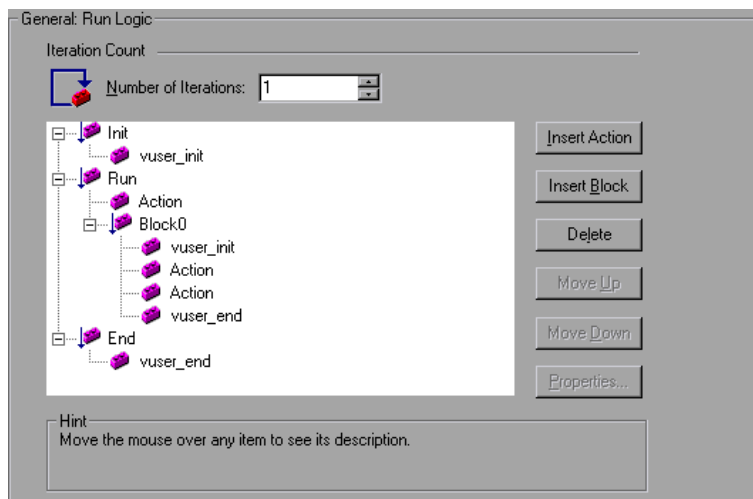 General: Run Logic
Iteration Count
Number of Iterations: 1
Init
vuser_init
Run
Action
Block0
vuser_init
Action
Action
vuser_end
End
vuser_end
Insert Action
Insert Block
Delete
Move Up
Move Down
Properties...
Hint
Move the mouse over any item to see its description.